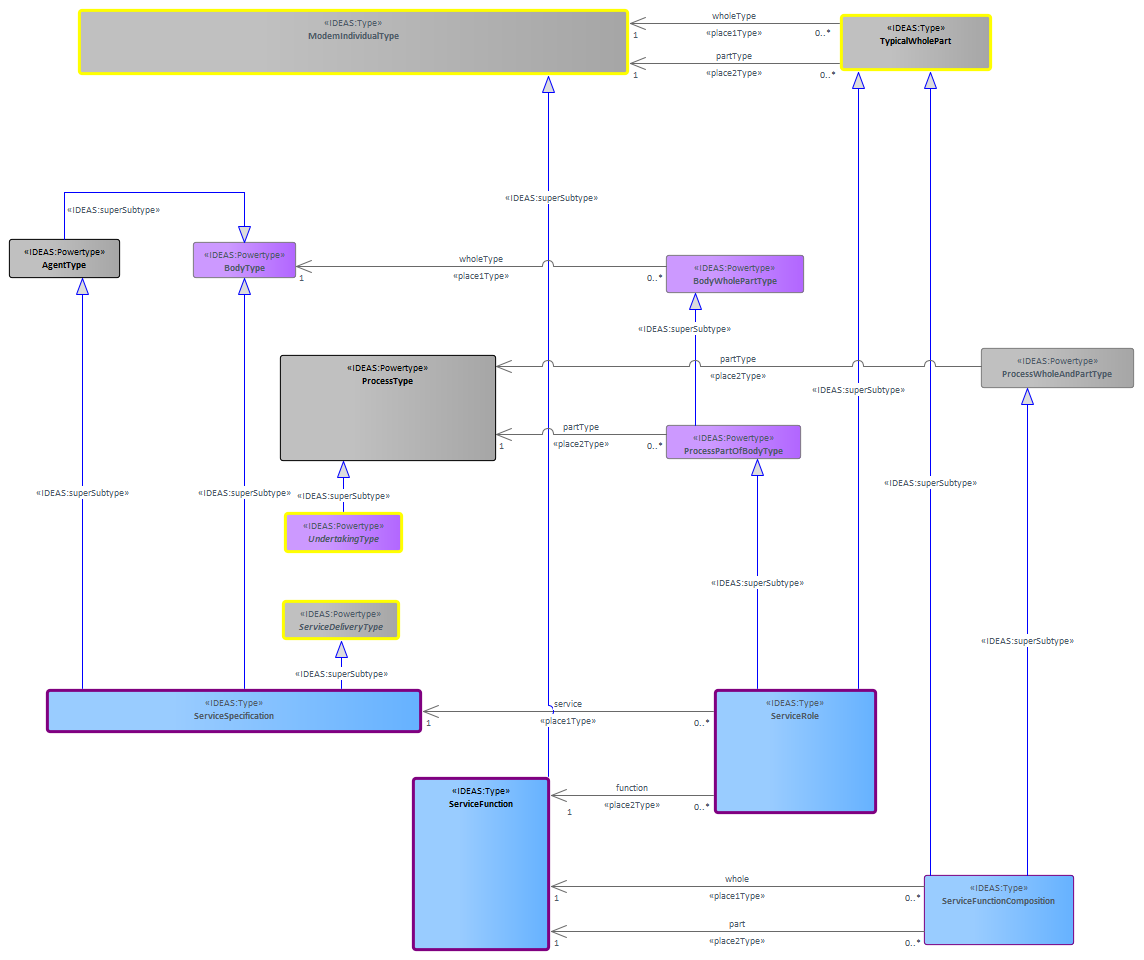 «IDEAS:Type»
ModemIndividualType
wholeType
1
«place1Type»
0..*
«IDEAS:Type»
TypicalWholePart
partType
1
«place2Type»
0..*
«IDEAS:superSubtype»
«IDEAS:superSubtype»
«IDEAS:Powertype»
AgentType
«IDEAS:Powertype»
BodyType
wholeType
1
«place1Type»
0..*
«IDEAS:Powertype»
BodyWholePartType
«IDEAS:superSubtype»
«IDEAS:Powertype»
ProcessType
partType
«place2Type»
«IDEAS:Powertype»
ProcessWholeAndPartType
«IDEAS:superSubtype»
partType
1
«place2Type»
0..*
«IDEAS:Powertype»
ProcessPartOfBodyType
«IDEAS:superSubtype»
«IDEAS:superSubtype»
«IDEAS:superSubtype»
«IDEAS:superSubtype»
«IDEAS:Powertype»
UndertakingType
«IDEAS:superSubtype»
«IDEAS:Powertype»
ServiceDeliveryType
«IDEAS:superSubtype»
«IDEAS:superSubtype»
«IDEAS:Type»
ServiceSpecification
service
1
«place1Type»
0..*
«IDEAS:Type»
ServiceRole
«IDEAS:Type»
ServiceFunction
function
1
«place2Type»
0..*
whole
1
«place1Type»
0..*
«IDEAS:Type»
ServiceFunctionComposition
part
1
«place2Type»
0..*